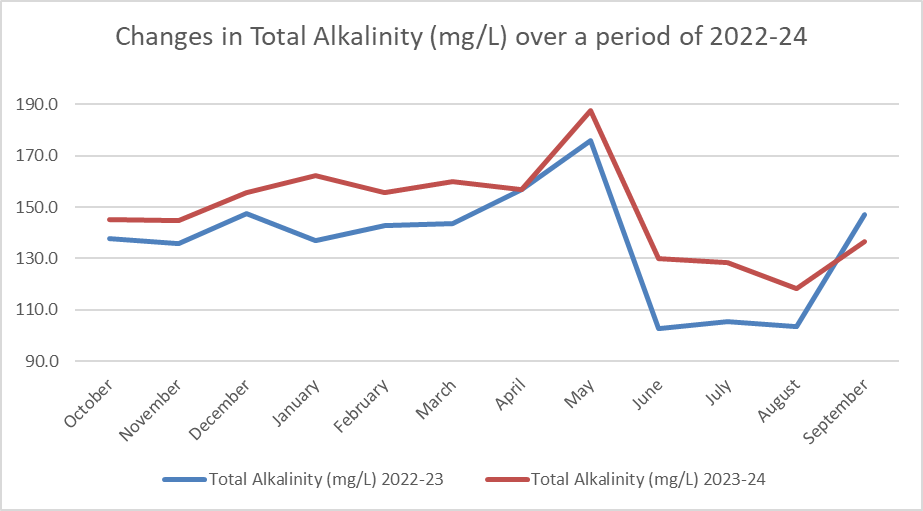 Changes in Total Alkalinity (mg/L) over a period of 2022-24
190.0
170.0
150.0
130.0
110.0
90.0
October
November
December
January
February
March
April
May
June
July
August
September
Total Alkalinity (mg/L) 2022-23
Total Alkalinity (mg/L) 2023-24